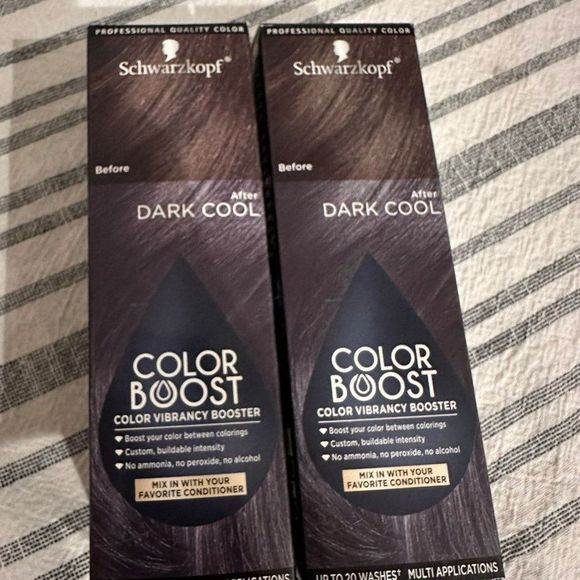 PROFESSIONAL QUALITY COLOR
Schwarzkopf®
Before
After
DARK COOL
COLOR
BOOST
COLOR VIBRANCY BOOSTER
Boost your color between colorings
Custom, buildable intensity
No ammonia, no peroxide, no alcohol
MIX IN WITH YOUR
FAVORITE CONDITIONER
APPLICATIONS
PROFESSIONAL QUALITY COLOR
Schwarzkopf®
Before
After
DARK COOL
COLOR
BOOST
COLOR VIBRANCY BOOSTER
Boost your color between colorings
Custom, buildable intensity
No ammonia, no peroxide, no alcohol
MIX IN WITH YOUR
FAVORITE CONDITIONER
UP TO 20 WASHES† MULTI APPLICATIONS